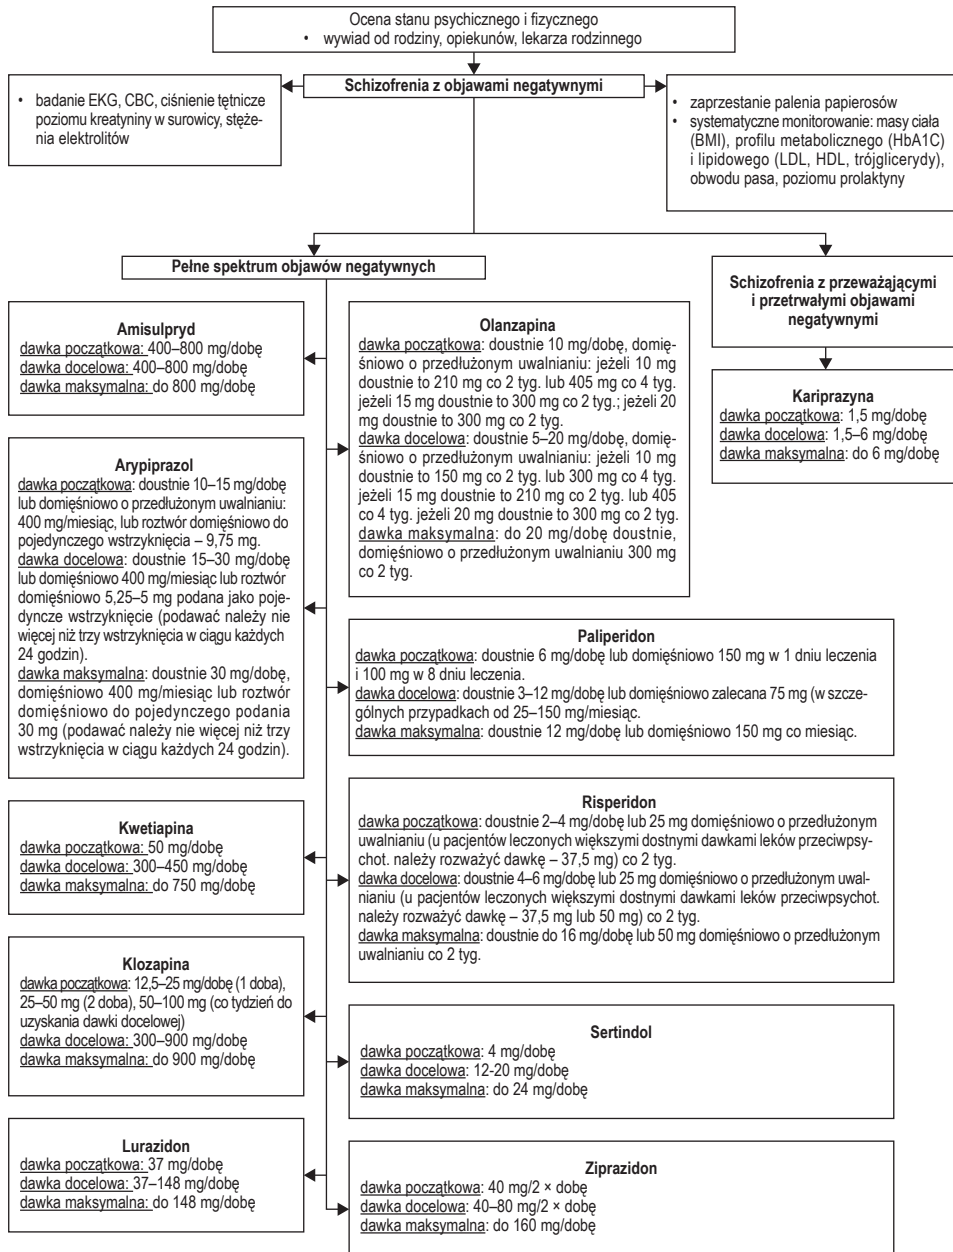 Ocena stanu psychicznego i fizycznego
• wywiad od rodziny, opiekunów, lekarza rodzinnego
Schizofrenia z objawami negatywnymi
• badanie EKG, CBC, ciśnienie tętnicze
poziomu kreatyniny w surowicy, stęże-
nia elektrolitów
• zaprzestanie palenia papierosów
• systematyczne monitorowanie: masy ciała
(BMI), profilu metabolicznego (HbA1C)
i lipidowego (LDL, HDL, trójglicerydy),
obwodu pasa, poziomu prolaktyny
Pełne spektrum objawów negatywnych
Schizofrenia z przeważąjącymi
i przetrwałymi objawami
negatywnymi
Amisulpryd
dawka początkowa: 400–800 mg/dobę
dawka docelowa: 400–800 mg/dobę
dawka maksymalna: do 800 mg/dobę
Olanzapina
dawka początkowa: doustnie 10 mg/dobę, domię-
śniowo o przedłużonym uwalnianiu: jeżeli 10 mg
doustnie to 210 mg co 2 tyg. lub 405 mg co 4 tyg.
jeżeli 15 mg doustnie to 300 mg co 2 tyg.; jeżeli 20
mg doustnie to 300 mg co 2 tyg.
dawka docelowa: doustnie 5–20 mg/dobę, domię-
śniowo o przedłużonym uwalnianiu: jeżeli 10 mg
doustnie to 150 mg co 2 tyg. lub 300 mg co 4 tyg.
jeżeli 15 mg doustnie to 210 mg co 2 tyg. lub 405
co 4 tyg. jeżeli 20 mg doustnie to 300 mg co 2 tyg.
dawka maksymalna: do 20 mg/dobę doustnie,
domięśniowo o przedłużonym uwalnianiu 300 mg
co 2 tyg.
Kariprazyna
dawka początkowa: 1,5 mg/dobę
dawka docelowa: 1,5–6 mg/dobę
dawka maksymalna: do 6 mg/dobę
Arypiprazol
dawka początkowa: doustnie 10–15 mg/dobę
lub domięśniowo o przedłużonym uwalnianiu:
400 mg/miesiąc, lub roztwór domięśniowo do
pojedynczego wstrzyknięcia – 9,75 mg.
dawka docelowa: doustnie 15–30 mg/dobę
lub domięśniowo 400 mg/miesiąc lub roztwór
domięśniowo 5,25–5 mg podana jako poje-
dyncze wstrzyknięcie (podawać należy nie
więcej niż trzy wstrzyknięcia w ciągu każdych
24 godzin).
dawka maksymalna: doustnie 30 mg/dobę,
domięśniowo 400 mg/miesiąc lub roztwór
domięśniowo do pojedynczego podania
30 mg (podawać należy nie więcej niż trzy
wstrzyknięcia w ciągu każdych 24 godzin).
Paliperidon
dawka początkowa: doustnie 6 mg/dobę lub domięśniowo 150 mg w 1 dniu leczenia
i 100 mg w 8 dniu leczenia.
dawka docelowa: doustnie 3–12 mg/dobę lub domięśniowo zalecana 75 mg (w szcze-
gólnych przypadkach od 25–150 mg/miesiąc.
dawka maksymalna: doustnie 12 mg/dobę lub domięśniowo 150 mg co miesiąc.
Kwetiapina
dawka początkowa: 50 mg/dobę
dawka docelowa: 300–450 mg/dobę
dawka maksymalna: do 750 mg/dobę
Risperidon
dawka początkowa: doustnie 2–4 mg/dobę lub 25 mg domięśniowo o przedłużonym
uwalnianiu (u pacjentów leczonych większymi dostnymi dawkami leków przeciwpsy-
chot. należy rozważyć dawkę – 37,5 mg) co 2 tyg.
dawka docelowa: doustnie 4–6 mg/dobę lub 25 mg domięśniowo o przedłużonym uwal-
nianiu (u pacjentów leczonych większymi dostnymi dawkami leków przeciwpsychot.
należy rozważyć dawkę – 37,5 mg lub 50 mg) co 2 tyg.
dawka maksymalna: doustnie do 16 mg/dobę lub 50 mg domięśniowo o przedłużonym
uwalnianiu co 2 tyg.
Klozapina
dawka początkowa: 12,5–25 mg/dobę (1 doba),
25–50 mg (2 doba), 50–100 mg (co tydzień do
uzyskania dawki docelowej)
dawka docelowa: 300–900 mg/dobę
dawka maksymalna: do 900 mg/dobę
Sertindol
dawka początkowa: 4 mg/dobę
dawka docelowa: 12-20 mg/dobę
dawka maksymalna: do 24 mg/dobę
Lurazidon
dawka początkowa: 37 mg/dobę
dawka docelowa: 37–148 mg/dobę
dawka maksymalna: do 148 mg/dobę
Ziprazidon
dawka początkowa: 40 mg/2 × dobę
dawka docelowa: 40–80 mg/2 × dobę
dawka maksymalna: do 160 mg/dobę